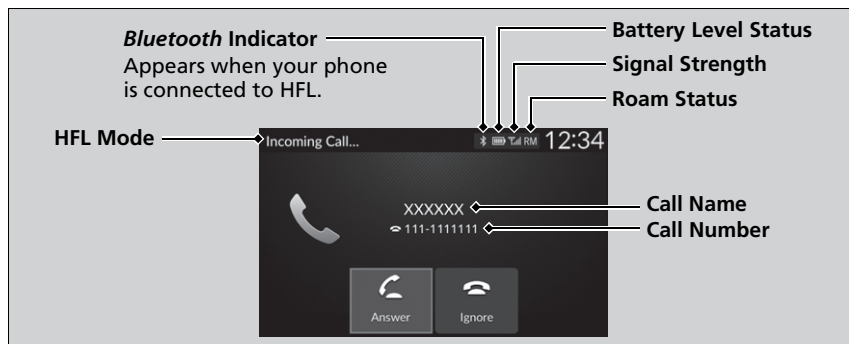 Bluetooth Indicator
Appears when your phone
is connected to HFL.
Battery Level Status
Signal Strength
Roam Status
HFL Mode
Incoming Call...
RM
12:34
XXXXXX
111-1111111
Call Name
Call Number
Answer
Ignore